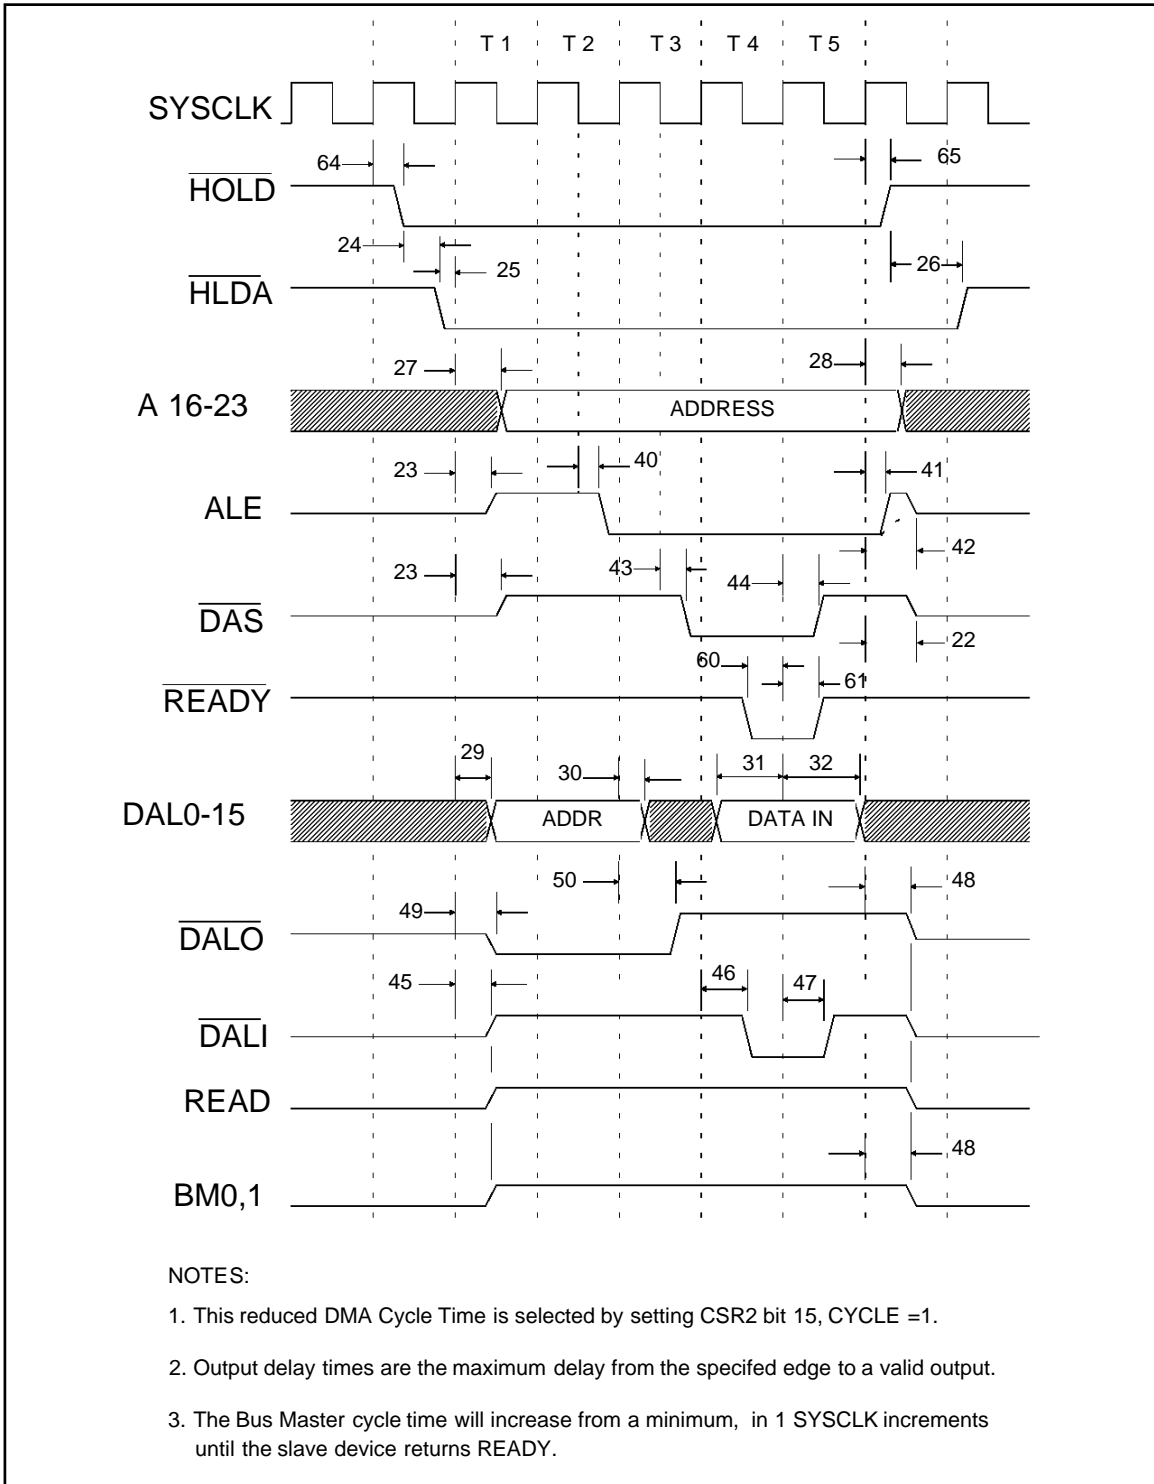 T 1 T 2 T 3 T 4 T 5
SYSCLK
64 65
HOLD
24 25 26
HLDA
27 28
A 16-23 ADDRESS
23 40 41
ALE
42
23 43 44
DAS
22
60 61
READY
29 30 31 32
DAL0-15 ADDR DATA IN
50 48
49
DALO
45 46 47
DALI
READ
48
BM0,1
NOTES:
1. This reduced DMA Cycle Time is selected by setting CSR2 bit 15, CYCLE =1.
2. Output delay times are the maximum delay from the specifed edge to a valid output.
3. The Bus Master cycle time will increase from a minimum, in 1 SYSCLK increments
until the slave device returns READY.